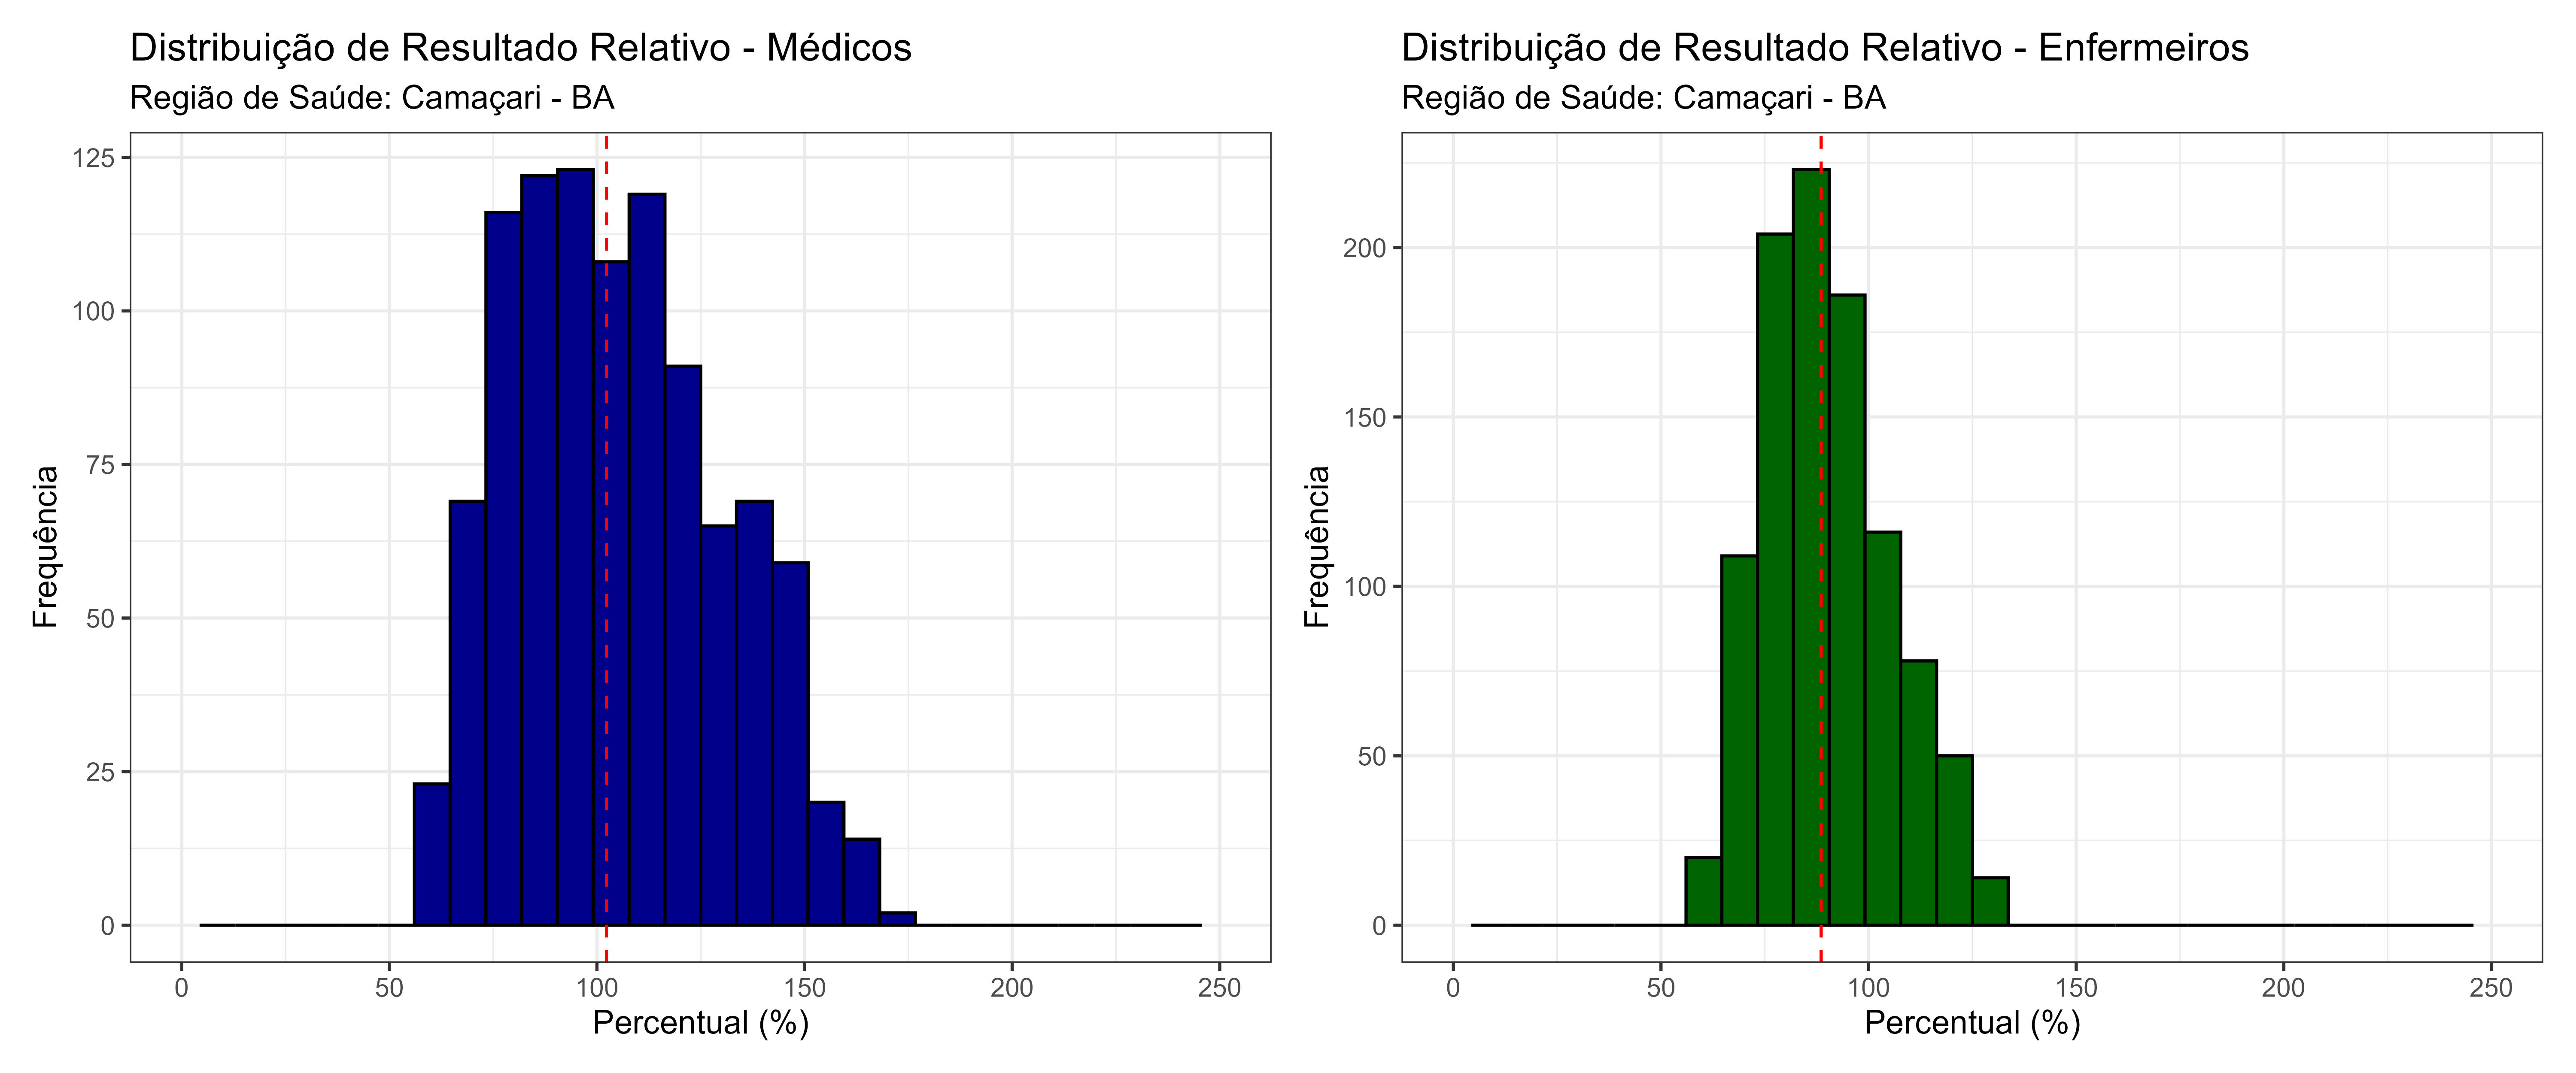 Distribuição de Resultado Relativo - Médicos
Região de Saúde: Camaçari - BA
125
100
75
50
25
0
Frequência
0 50 100 150 200 250
Percentual (%)
Distribuição de Resultado Relativo - Enfermeiros
Região de Saúde: Camaçari - BA
200
150
100
50
0
Frequência
0 50 100 150 200 250
Percentual (%)